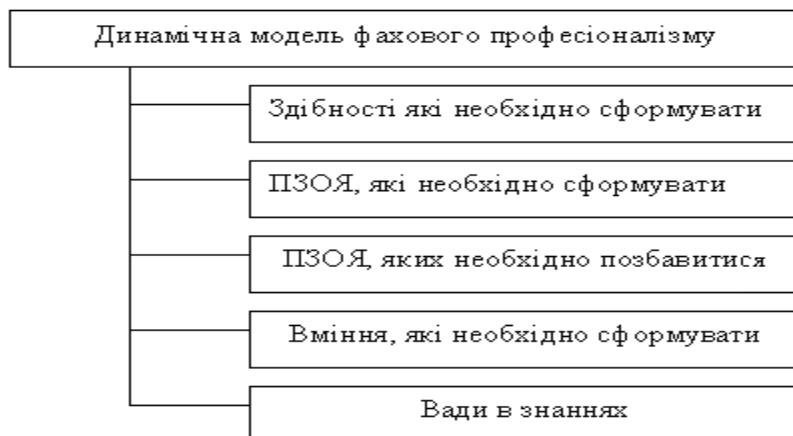 Динамічна модель фахового професіоналізму
Здібності які необхідно сформувати
ПЗОЯ, які необхідно сформувати
ПЗОЯ, яких необхідно позбавитися
Вміння, які необхідно сформувати
Вади в знаннях